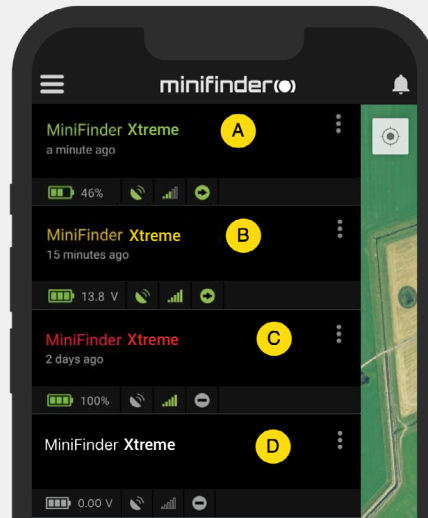 minifinder
MiniFinder Xtreme
A
a minute ago
46%
MiniFinder Xtreme
B
15 minutes ago
13.8 V
MiniFinder Xtreme
C
2 days ago
100%
MiniFinder Xtreme
D
0.00 V